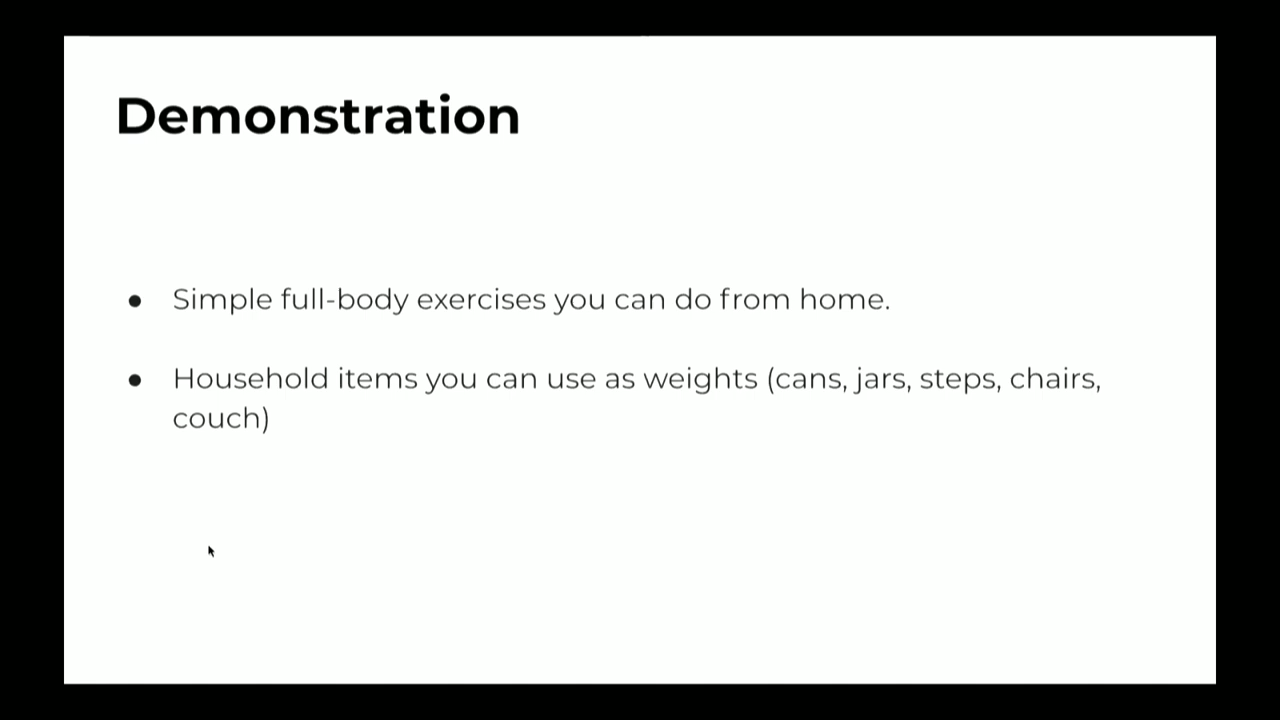 Demonstration
● Simple full-body exercises you can do from home.
● Household items you can use as weights (cans, jars, steps, chairs,
couch)